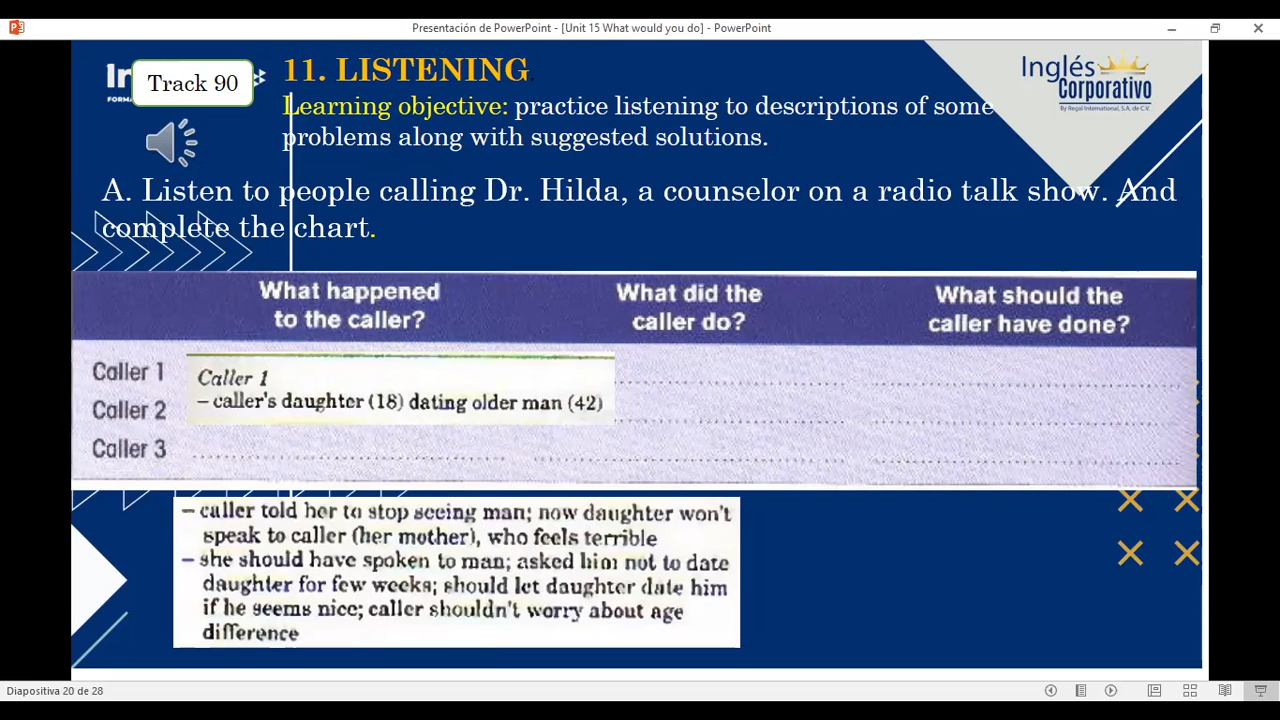 Presentación de PowerPoint - [Unit 15 What would you do] - PowerPoint
Track 90
11. LISTENING.
Learning objective: practice listening to descriptions of some
problems along with suggested solutions.
Inglés
Corporativo
By Regal International, S.A. de C.V.
A. Listen to people calling Dr. Hilda, a counselor on a radio talk show. And
complete the chart.
What happened
to the caller?
What did the
caller do?
What should the
caller have done?
Caller 1
Caller 2
Caller 3
Caller 1
– caller's daughter (18) dating older man (42)
– caller told her to stop seeing man; now daughter won't
speak to caller (her mother), who feels terrible
– she should have spoken to man; asked him not to date
daughter for few weeks; should let daughter date him
if he seems nice; caller shouldn't worry about age
difference
Diapositiva 20 de 28